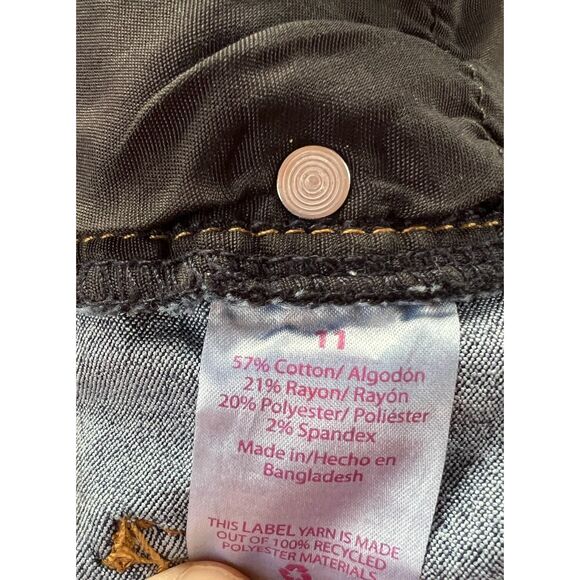 11
57% Cotton/ Algodón
21% Rayon/ Rayón
20% Polyester/ Poliéster
2% Spandex
Made in/Hecho en
Bangladesh
THIS LABEL YARN IS MADE
OUT OF 100% RECYCLED
POLYESTER MATERIALS